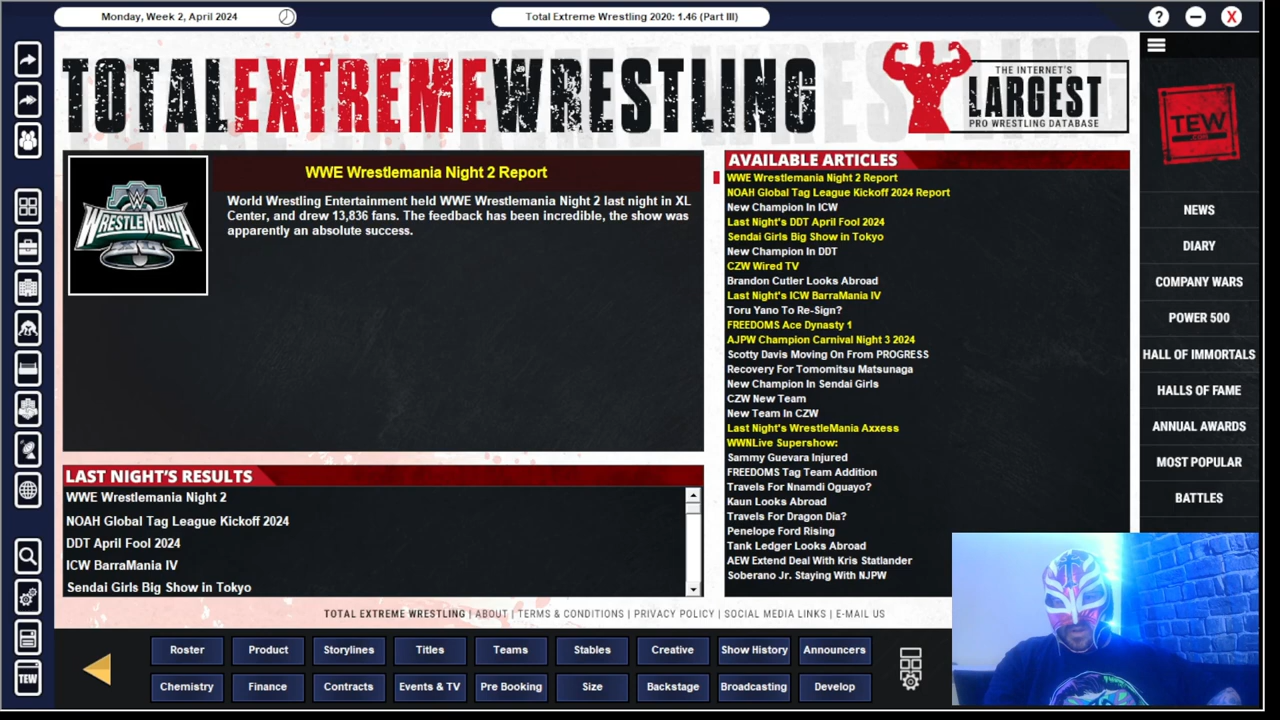 Monday, Week 2, April 2024
Total Extreme Wrestling 2020: 1.46 (Part III)
?
X
TOTALEXTREMEWRESTLING
THE INTERNET'S
LARGEST
PRO WRESTLING DATABASE
TEW
.COM
WWE Wrestlemania Night 2 Report
World Wrestling Entertainment held WWE Wrestlemania Night 2 last night in XL
Center, and drew 13,836 fans. The feedback has been incredible, the show was
apparently an absolute success.
WRESTLEMANIA
AVAILABLE ARTICLES
WWE Wrestlemania Night 2 Report
NOAH Global Tag League Kickoff 2024 Report
New Champion In ICW
Last Night's DDT April Fool 2024
Sendai Girls Big Show in Tokyo
New Champion In DDT
CZW Wired TV
Brandon Cutler Looks Abroad
Last Night's ICW BarraMania IV
Toru Yano To Re-Sign?
FREEDOMS Ace Dynasty 1
AJPW Champion Carnival Night 3 2024
Scotty Davis Moving On From PROGRESS
Recovery For Tomomitsu Matsunaga
New Champion In Sendai Girls
CZW New Team
New Team In CZW
Last Night's WrestleMania Axxess
WWNLive Supershow:
Sammy Guevara Injured
FREEDOMS Tag Team Addition
Travels For Nnamdi Oguayo?
Kaun Looks Abroad
Travels For Dragon Dia?
Penelope Ford Rising
Tank Ledger Looks Abroad
AEW Extend Deal With Kris Statlander
Soberano Jr. Staying With NJPW
NEWS
DIARY
COMPANY WARS
POWER 500
HALL OF IMMORTALS
HALLS OF FAME
ANNUAL AWARDS
MOST POPULAR
BATTLES
LAST NIGHT'S RESULTS
WWE Wrestlemania Night 2
NOAH Global Tag League Kickoff 2024
DDT April Fool 2024
ICW BarraMania IV
Sendai Girls Big Show in Tokyo
TOTAL EXTREME WRESTLING | ABOUT | TERMS & CONDITIONS | PRIVACY POLICY | SOCIAL MEDIA LINKS | E-MAIL US
Roster Product Storylines Titles Teams Stables Creative Show History Announcers
Chemistry Finance Contracts Events & TV Pre Booking Size Backstage Broadcasting Develop
TEW